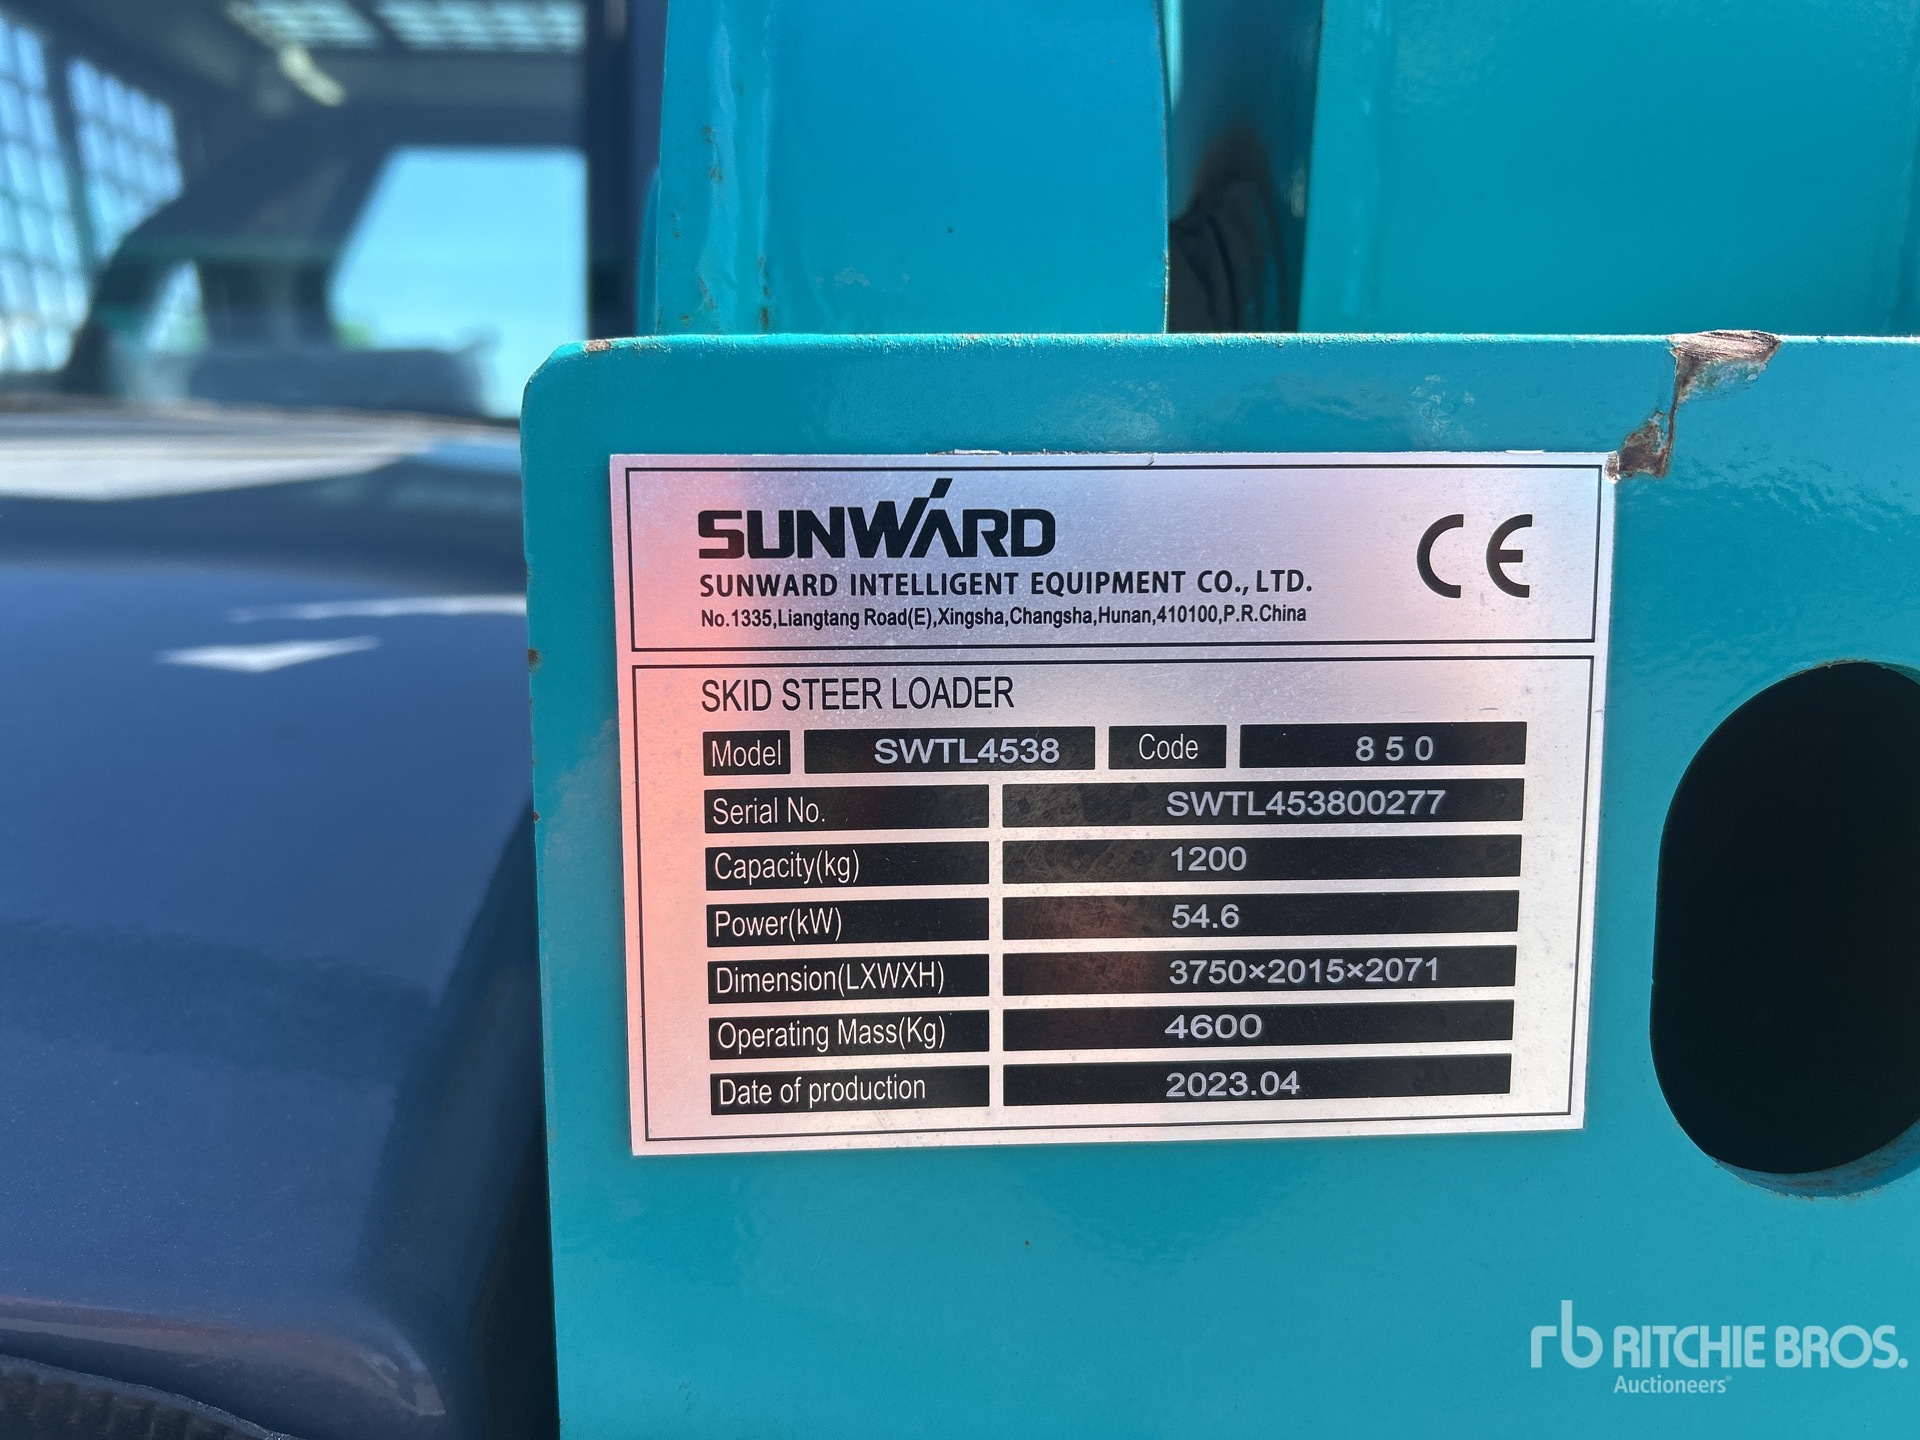 SUNWARD
CE
SUNWARD INTELLIGENT EQUIPMENT CO., LTD.
No.1335,Liangtang Road(E),Xingsha,Changsha,Hunan,410100,P.R.China
SKID STEER LOADER
Model SWTL4538 Code 850
Serial No. SWTL453800277
Capacity(kg) 1200
Power(kW) 54.6
Dimension(LXWXH) 3750×2015×2071
Operating Mass(Kg) 4600
Date of production 2023.04
rb RITCHIE BROS.
Auctioneers